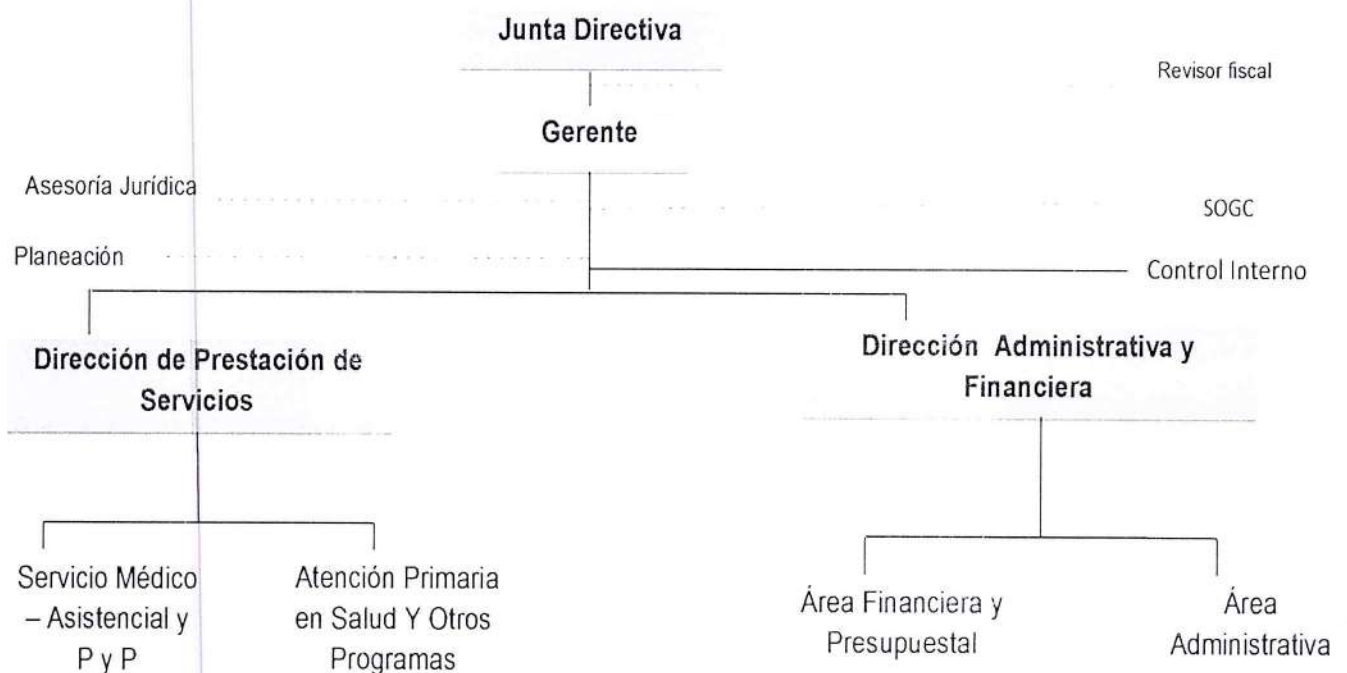 Junta Directiva
Revisor fiscal
Gerente
Asesoría Jurídica
SOGC
Planeación
Control Interno
Dirección de Prestación de
Servicios
Dirección Administrativa y
Financiera
Servicio Médico
– Asistencial y
P y P
Atención Primaria
en Salud Y Otros
Programas
Área Financiera y
Presupuestal
Área
Administrativa